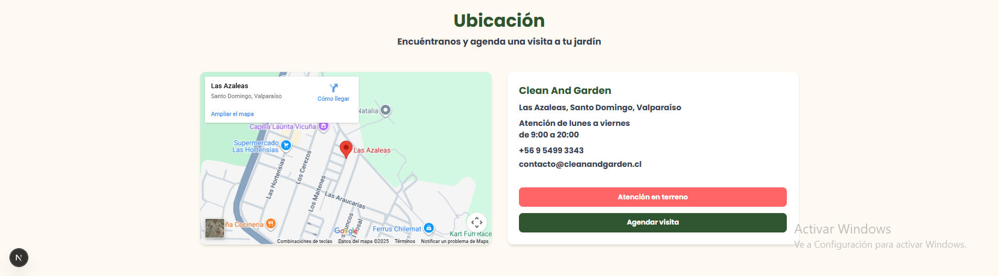 Ubicación
Encuéntranos y agenda una visita a tu jardín
Las Azaleas
Santo Domingo, Valparaíso
Cómo llegar
Ampliar el mapa
Natalia
Capilla Laurita Vicuña
Supermercado
Las Hortensias
Las Azaleas
Las Hortensias
Los Cerezos
Los Maitenes
Las Araucarias
Cocineria
Ferrus Chilemat
Kart Fun Race
Google
Combinaciones de teclas
Datos del mapa ©2025
Términos
Notificar un problema de Maps
Clean And Garden
Las Azaleas, Santo Domingo, Valparaíso
Atención de lunes a viernes
de 9:00 a 20:00
+56 9 5499 3343
contacto@cleanandgarden.cl
Atención en terreno
Agendar visita
Activar Windows
Ve a Configuración para activar Windows.
N